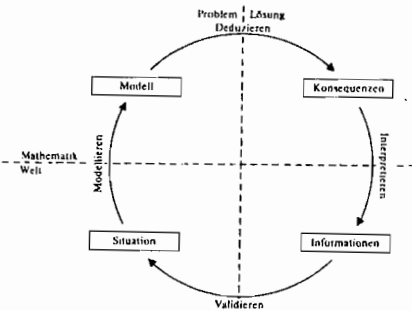 Problem Lösung
Deduzieren
Modell
Konsequenzen
Mathematik
Welt
Modellieren
Interpretieren
Situation
Informationen
Validieren